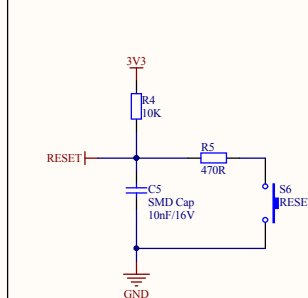 3V3
R4
10K
RESET
R5
470R
C5
SMD Cap
10nF/16V
S6
RESE
GND